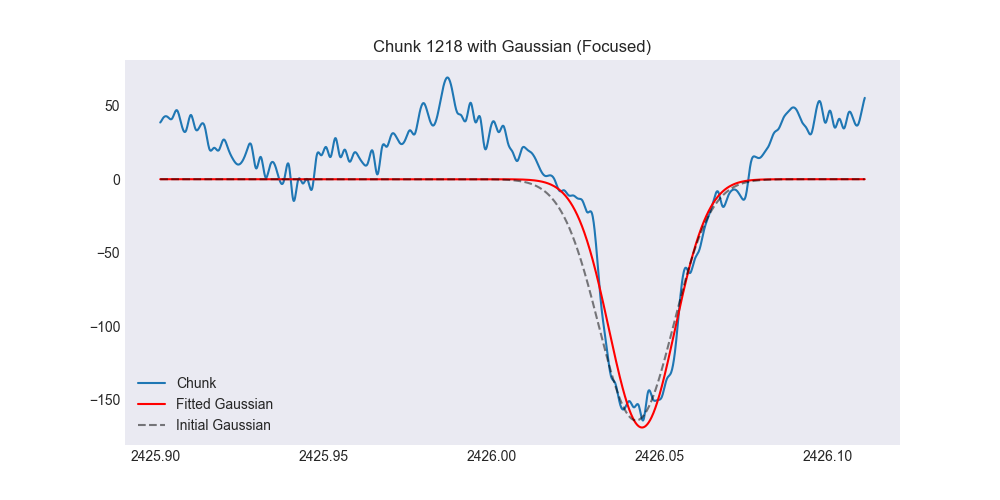 Chunk 1218 with Gaussian (Focused)
50
0
−50
−100
−150
Chunk
Fitted Gaussian
Initial Gaussian
2425.90 2425.95 2426.00 2426.05 2426.10